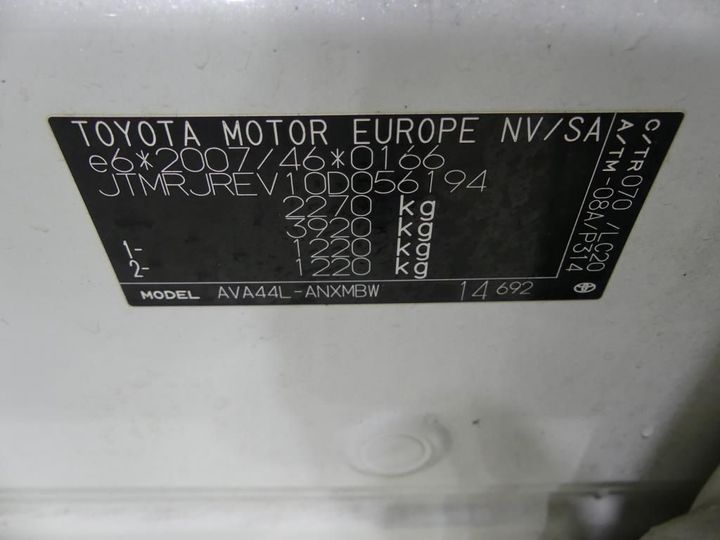 TOYOTA MOTOR EUROPE NV/SA
e6*2007/46*0166
JTMRJREV10D056194
2270 kg
3920 kg
1- 1220 kg
2- 1220 kg
MODEL AVA44L-ANXMBW 14 692
C/TR 070 /LC20
A/TM -08A/P314